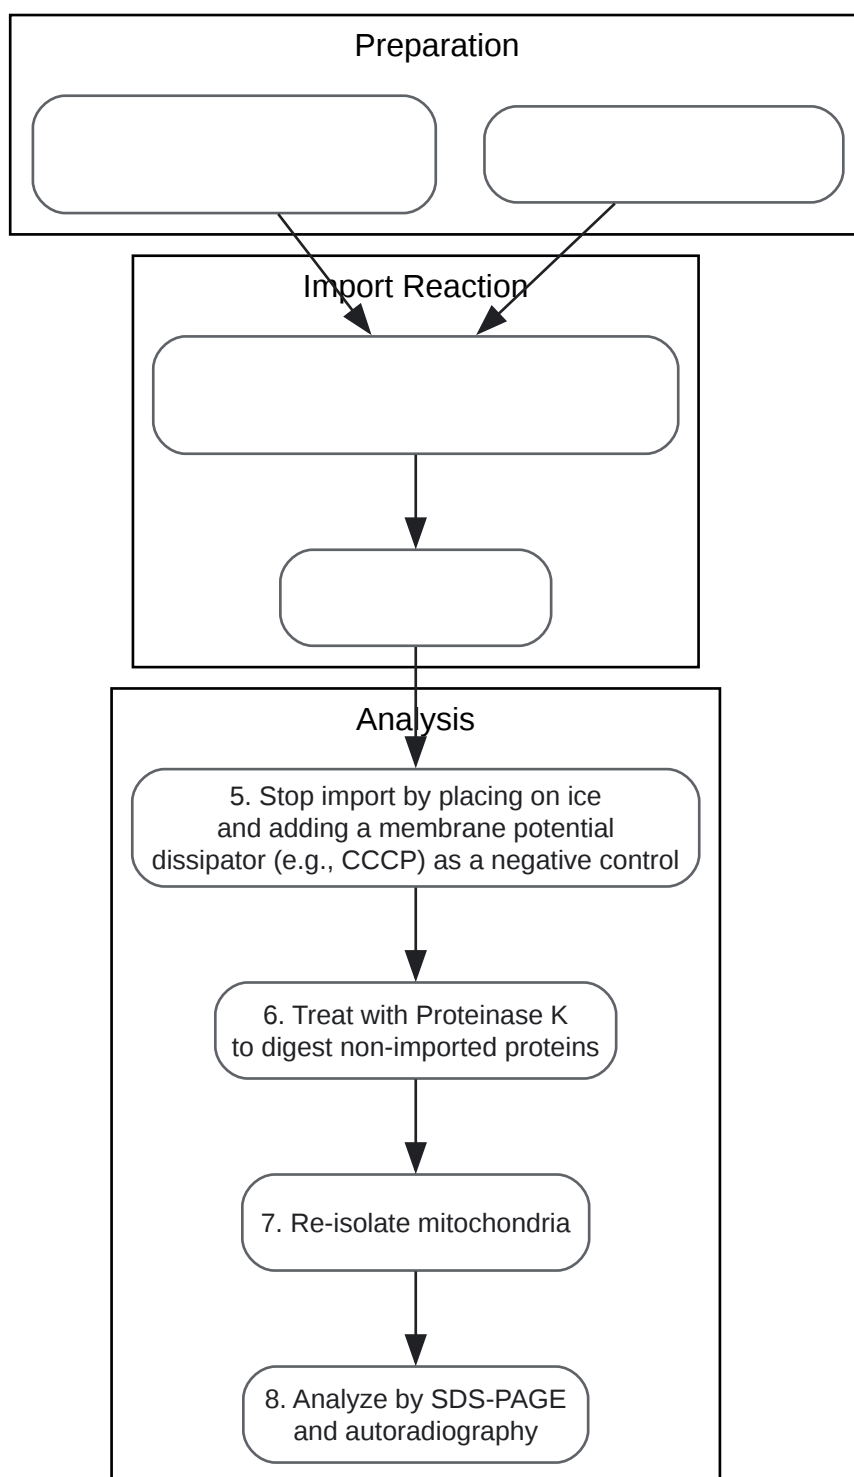 Preparation
Import Reaction
Analysis
5. Stop import by placing on ice
and adding a membrane potential
dissipator (e.g., CCCP) as a negative control
6. Treat with Proteinase K
to digest non-imported proteins
7. Re-isolate mitochondria
8. Analyze by SDS-PAGE
and autoradiography